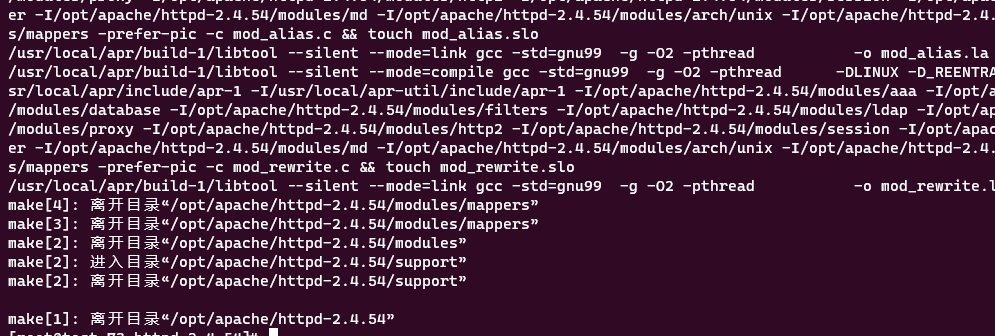 er -I/opt/apache/httpd-2.4.54/modules/md -I/opt/apache/httpd-2.4.54/modules/arch/unix -I/opt/apache/httpd-2.4.54/module
s/mappers -prefer-pic -c mod_alias.c && touch mod_alias.slo
/usr/local/apr/build-1/libtool --silent --mode=link gcc -std=gnu99 -g -O2 -pthread -o mod_alias.la
/usr/local/apr/build-1/libtool --silent --mode=compile gcc -std=gnu99 -g -O2 -pthread -DLINUX -D_REENTRA
sr/local/apr/include/apr-1 -I/usr/local/apr-util/include/apr-1 -I/opt/apache/httpd-2.4.54/modules/aaa -I/opt/a
/modules/database -I/opt/apache/httpd-2.4.54/modules/filters -I/opt/apache/httpd-2.4.54/modules/ldap -I/opt/ap
/modules/proxy -I/opt/apache/httpd-2.4.54/modules/http2 -I/opt/apache/httpd-2.4.54/modules/session -I/opt/apac
er -I/opt/apache/httpd-2.4.54/modules/md -I/opt/apache/httpd-2.4.54/modules/arch/unix -I/opt/apache/httpd-2.4.
s/mappers -prefer-pic -c mod_rewrite.c && touch mod_rewrite.slo
/usr/local/apr/build-1/libtool --silent --mode=link gcc -std=gnu99 -g -O2 -pthread -o mod_rewrite.l
make[4]: 离开目录“/opt/apache/httpd-2.4.54/modules/mappers”
make[3]: 离开目录“/opt/apache/httpd-2.4.54/modules/mappers”
make[2]: 离开目录“/opt/apache/httpd-2.4.54/modules”
make[2]: 进入目录“/opt/apache/httpd-2.4.54/support”
make[2]: 离开目录“/opt/apache/httpd-2.4.54/support”
make[1]: 离开目录“/opt/apache/httpd-2.4.54”